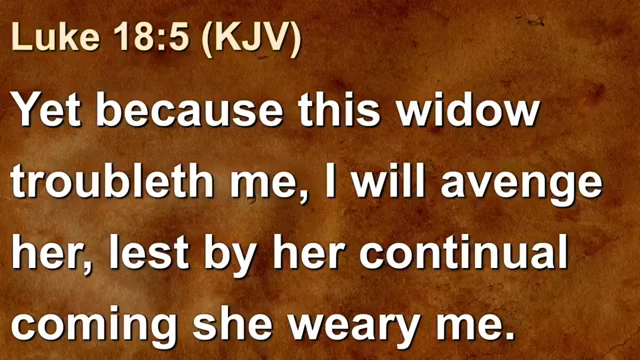 Luke 18:5 (KJV)
Yet because this widow
troubleth me, I will avenge
her, lest by her continual
coming she weary me.